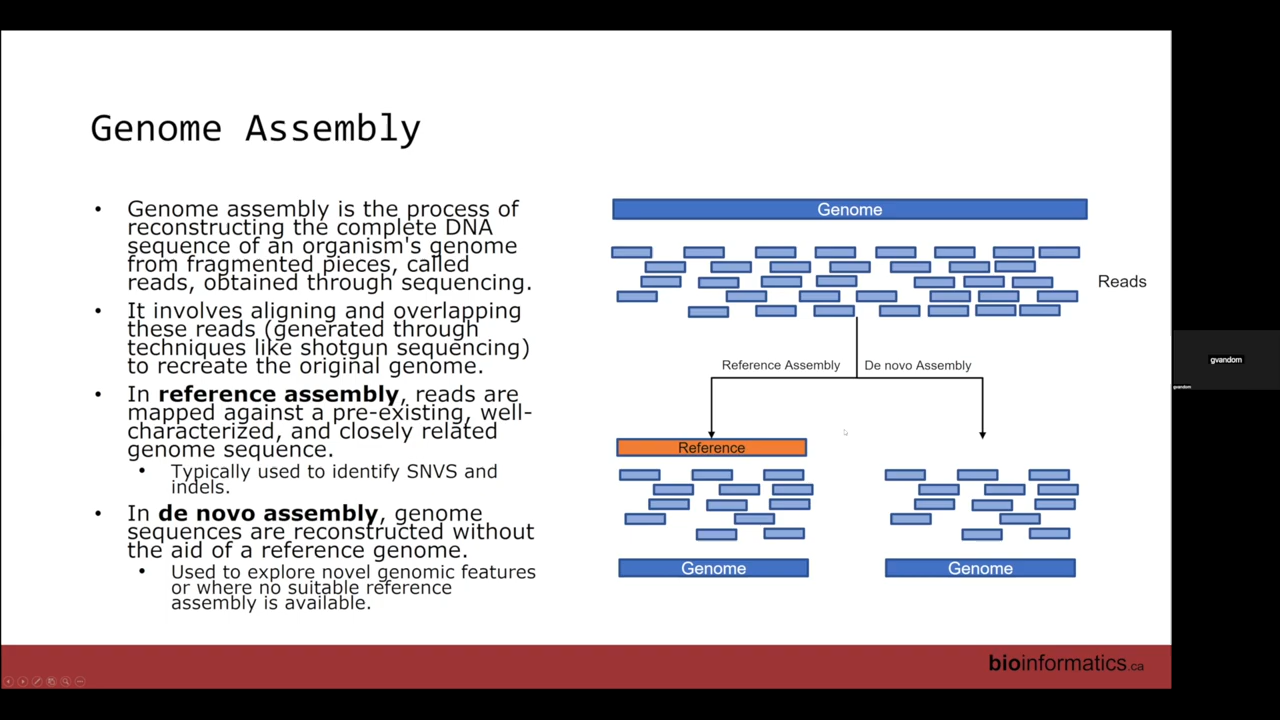 Genome Assembly
• Genome assembly is the process of
reconstructing the complete DNA
sequence of an organism's genome
from fragmented pieces, called
reads, obtained through sequencing.
• It involves aligning and overlapping
these reads (generated through
techniques like shotgun sequencing)
to recreate the original genome.
• In reference assembly, reads are
mapped against a pre-existing, well-
characterized, and closely related
genome sequence.
• Typically used to identify SNVS and
indels.
• In de novo assembly, genome
sequences are reconstructed without
the aid of a reference genome.
• Used to explore novel genomic features
or where no suitable reference
assembly is available.
Genome
Reads
Reference Assembly
De novo Assembly
Reference
Genome
Genome
bioinformatics.ca
gvandom
gvandom